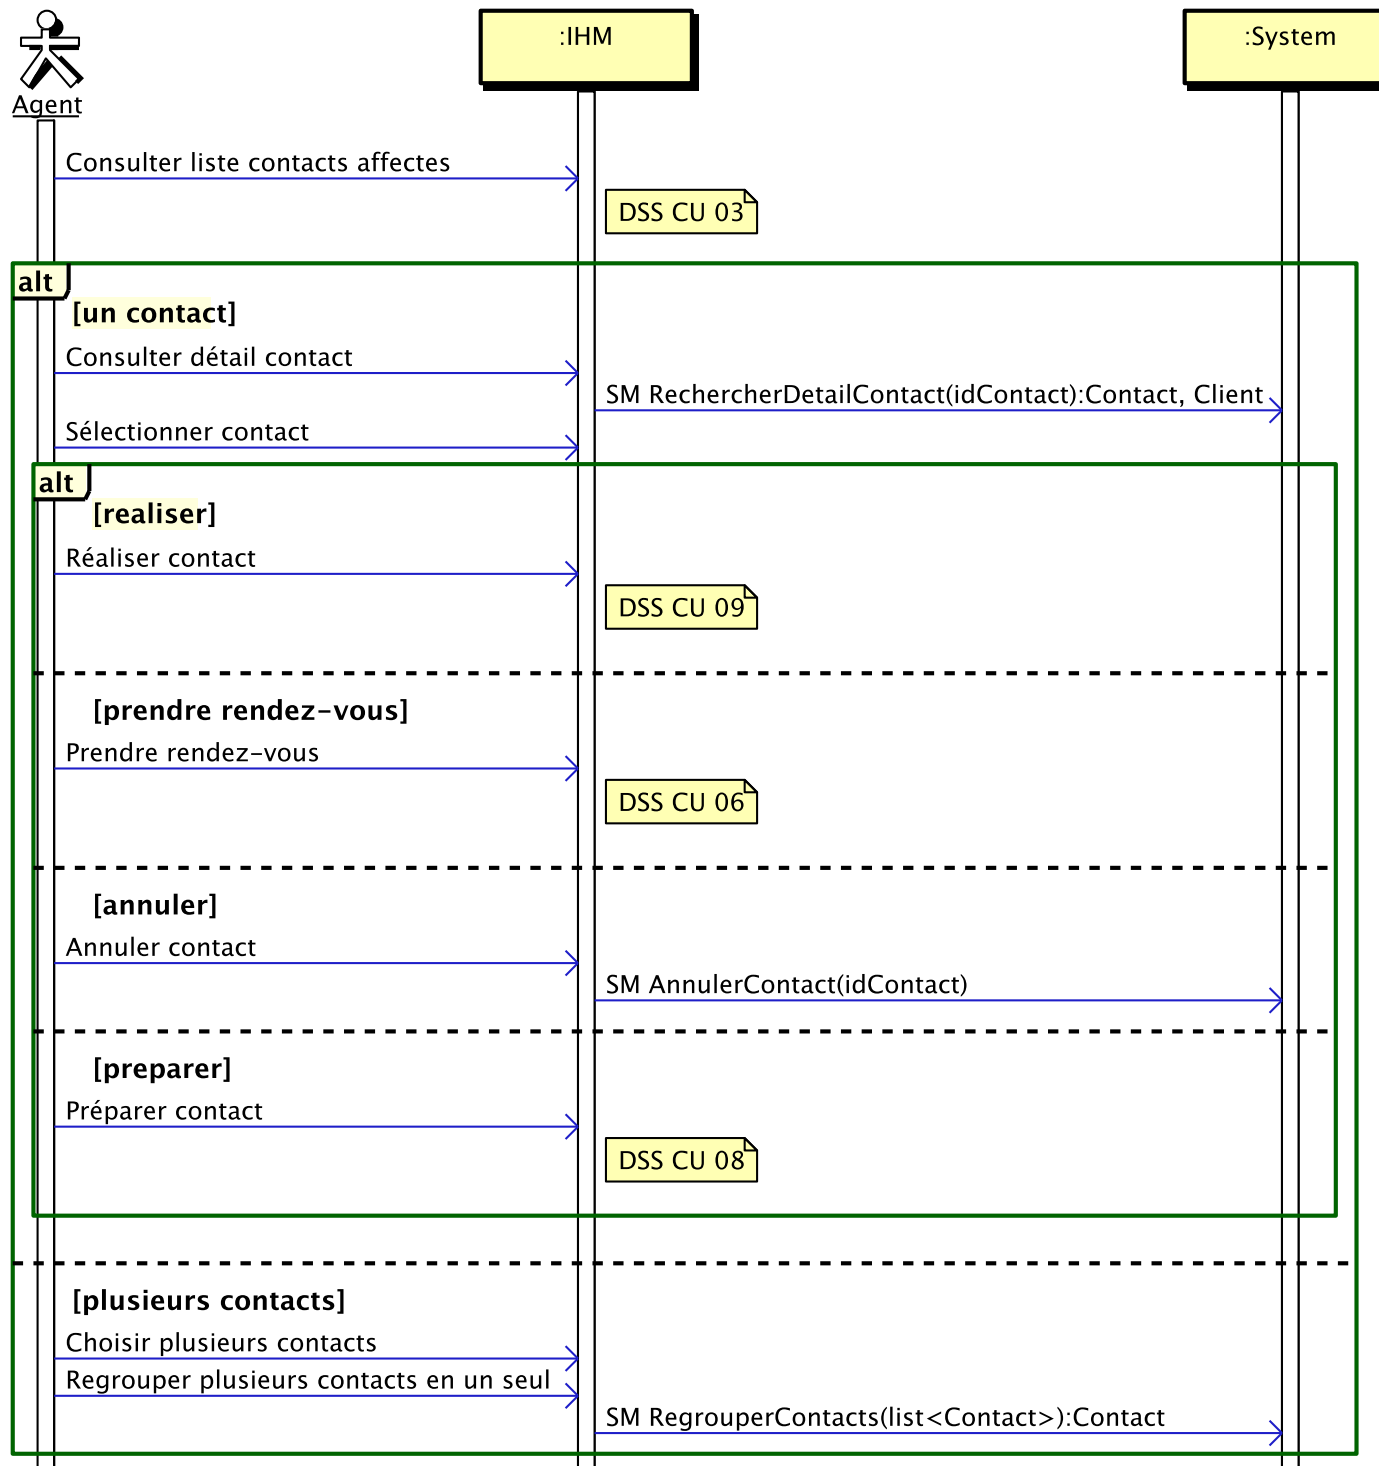 Agent
:IHM
:System
Consulter liste contacts affectes
DSS CU 03
alt
[un contact]
Consulter détail contact
SM RechercherDetailContact(idContact):Contact, Client
Sélectionner contact
alt
[realiser]
Réaliser contact
DSS CU 09
[prendre rendez-vous]
Prendre rendez-vous
DSS CU 06
[annuler]
Annuler contact
SM AnnulerContact(idContact)
[preparer]
Préparer contact
DSS CU 08
[plusieurs contacts]
Choisir plusieurs contacts
Regrouper plusieurs contacts en un seul
SM RegrouperContacts(list<Contact>):Contact